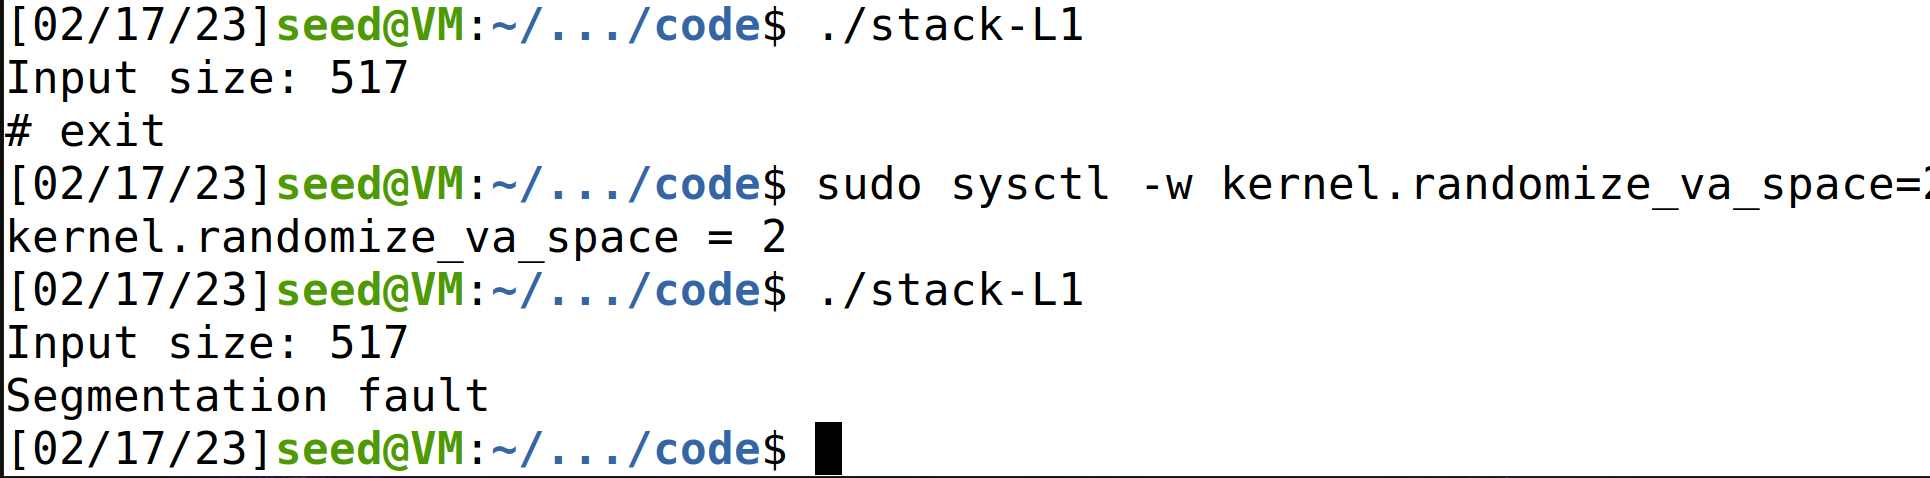 [02/17/23]seed@VM:~/.../code$ ./stack-L1
Input size: 517
# exit
[02/17/23]seed@VM:~/.../code$ sudo sysctl -w kernel.randomize_va_space=2
kernel.randomize_va_space = 2
[02/17/23]seed@VM:~/.../code$ ./stack-L1
Input size: 517
Segmentation fault
[02/17/23]seed@VM:~/.../code$